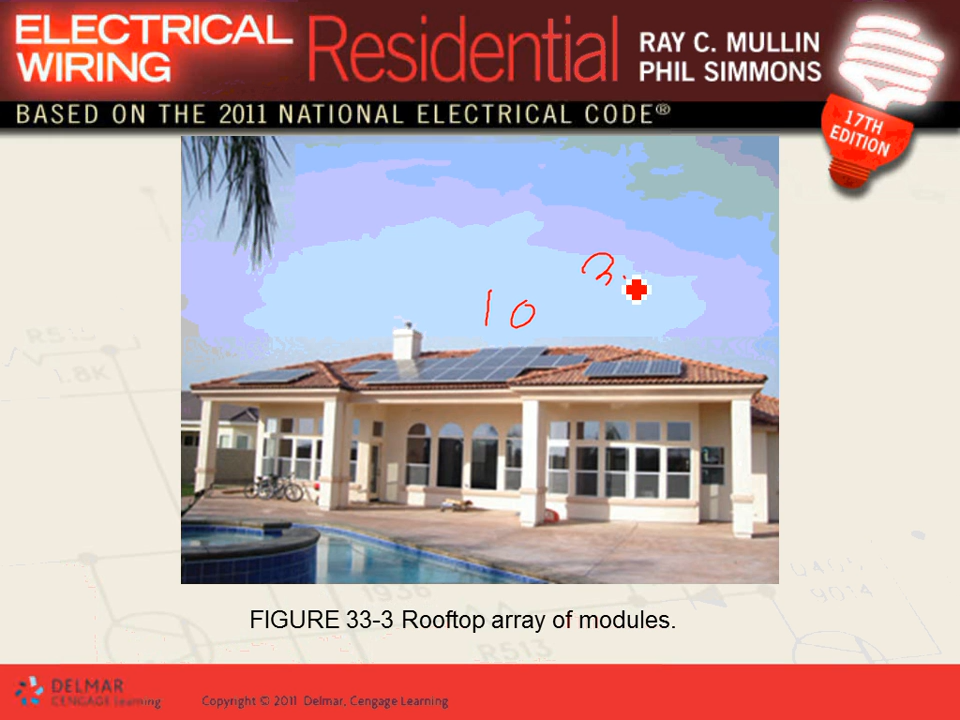 ELECTRICAL WIRING Residential RAY C. MULLIN PHIL SIMMONS
BASED ON THE 2011 NATIONAL ELECTRICAL CODE®
17TH EDITION
3.
10
FIGURE 33-3 Rooftop array of modules.
R513
DELMAR
CENGAGE Learning
Copyright © 2011 Delmar, Cengage Learning